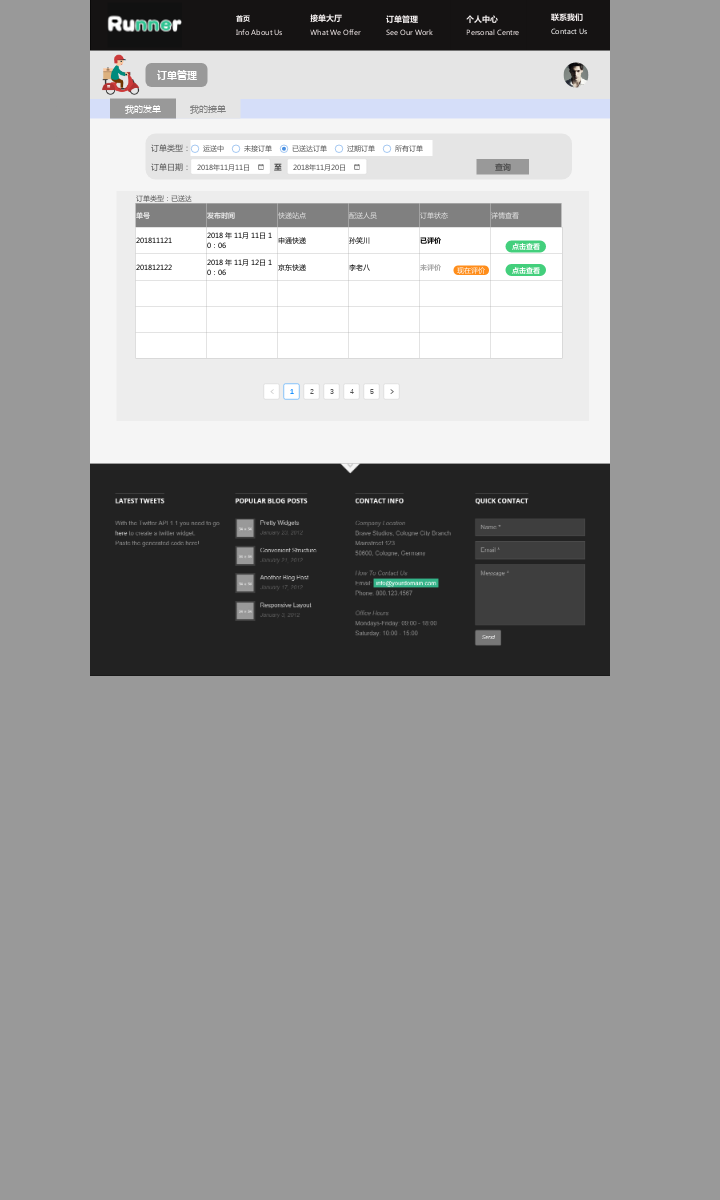 Runner
首页 接单大厅 订单管理 个人中心 联系我们
Info About Us What We Offer See Our Work Personal Centre Contact Us
订单管理
我的发单 我的接单
订单类型： 运送中 未接订单 已送达订单 过期订单 所有订单
订单日期： 2018年11月11日 至 2018年11月20日 查询
订单类型：已送达
单号 发布时间 快递站点 配送人员 订单状态 详情查看
201811121 2018 年 11月 11日 1 申通快递 孙笑川 已评价 点击查看
0：06
201812122 2018 年 11月 12日 1 京东快递 李老八 未评价 现在评价 点击查看
0：06
< 1 2 3 4 5 >
LATEST TWEETS
With the Twitter API 1.1 you need to go
here to create a twitter widget.
Paste the generated code here!
POPULAR BLOG POSTS
Pretty Widgets
January 23, 2012
Convenient Structure
January 21, 2012
Another Blog Post
January 17, 2012
Responsive Layout
January 3, 2012
CONTACT INFO
Company Location
Brave Studios, Cologne City Branch
Mainstreet 123
50600, Cologne, Germans
How To Contact Us
Email: info@yourdomain.com
Phone: 800.123.4567
Office Hours
Mondays-Friday: 00:00 - 18:00
Saturday: 10:00 - 15:00
QUICK CONTACT
Name *
Email *
Message *
Send